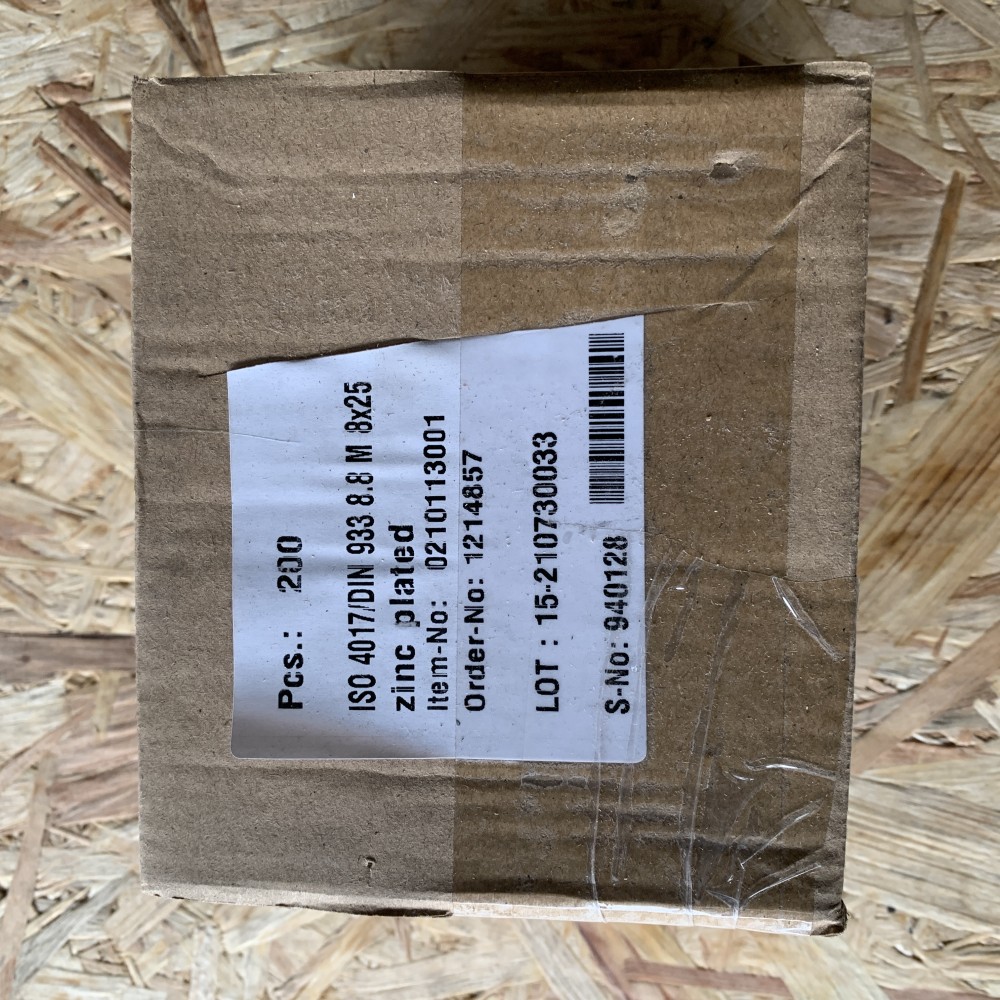 Pcs.: 200
ISO 4017/DIN 933 8.8 M 8x25
zinc plated
Item-No: 0210113001
Order-No: 1214857
LOT : 15-210730033
S-No: 940128